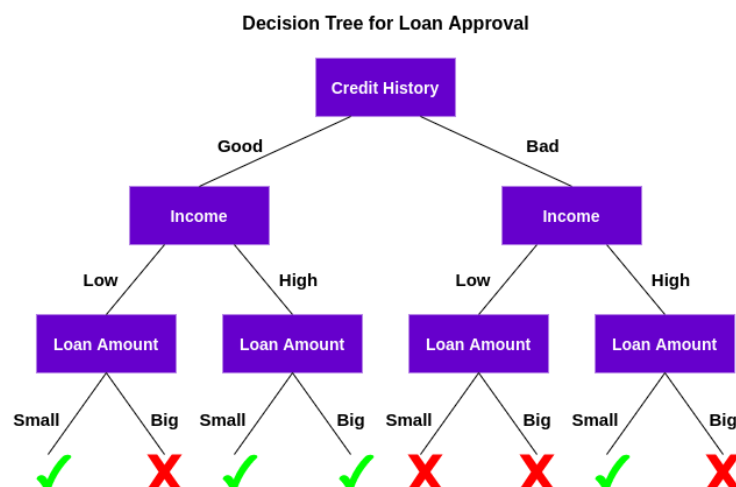 Decision Tree for Loan Approval
Credit History
Good
Bad
Income
Income
Low
High
Low
High
Loan Amount
Loan Amount
Loan Amount
Loan Amount
Small
Big
Small
Big
Small
Big
Small
Big